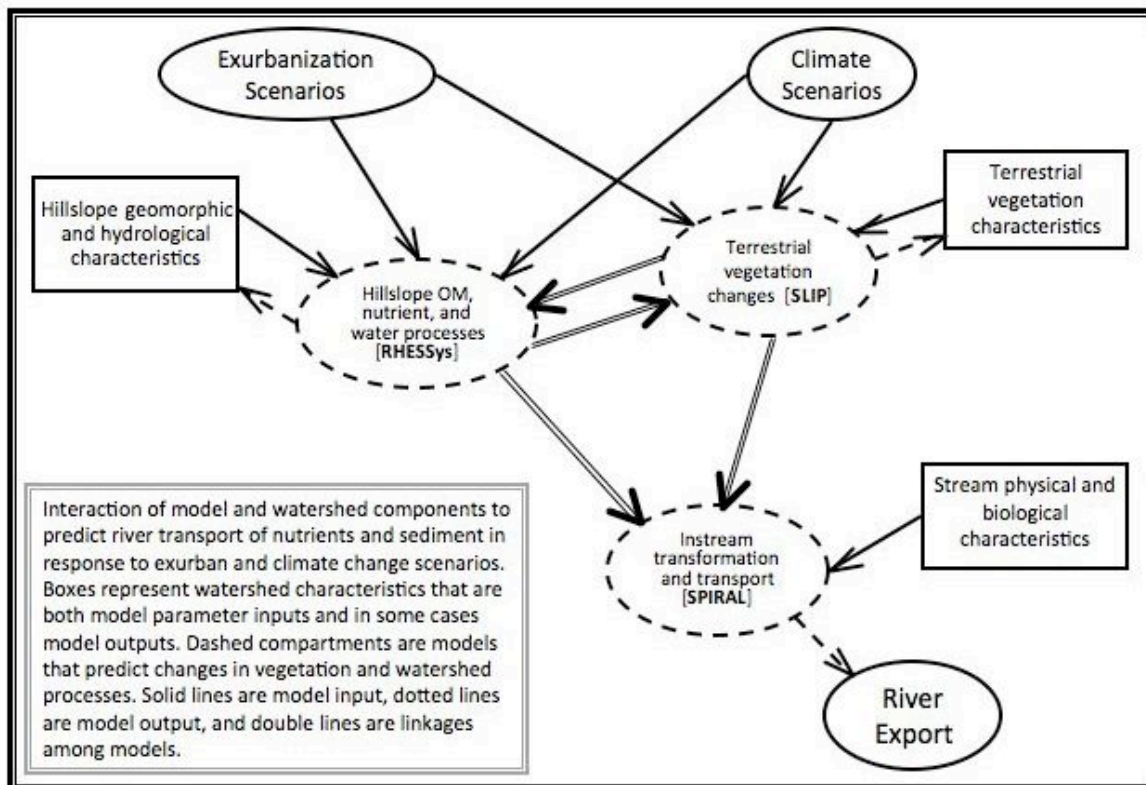 Exurbanization
Scenarios
Climate
Scenarios
Hillslope geomorphic
and hydrological
characteristics
Terrestrial
vegetation
characteristics
Hillslope OM,
nutrient, and
water processes
[RHESSys]
Terrestrial
vegetation
changes [SLIP]
Interaction of model and watershed components to
predict river transport of nutrients and sediment in
response to exurban and climate change scenarios.
Boxes represent watershed characteristics that are
both model parameter inputs and in some cases
model outputs. Dashed compartments are models
that predict changes in vegetation and watershed
processes. Solid lines are model input, dotted lines
are model output, and double lines are linkages
among models.
Instream
transformation
and transport
[SPIRAL]
Stream physical and
biological
characteristics
River
Export